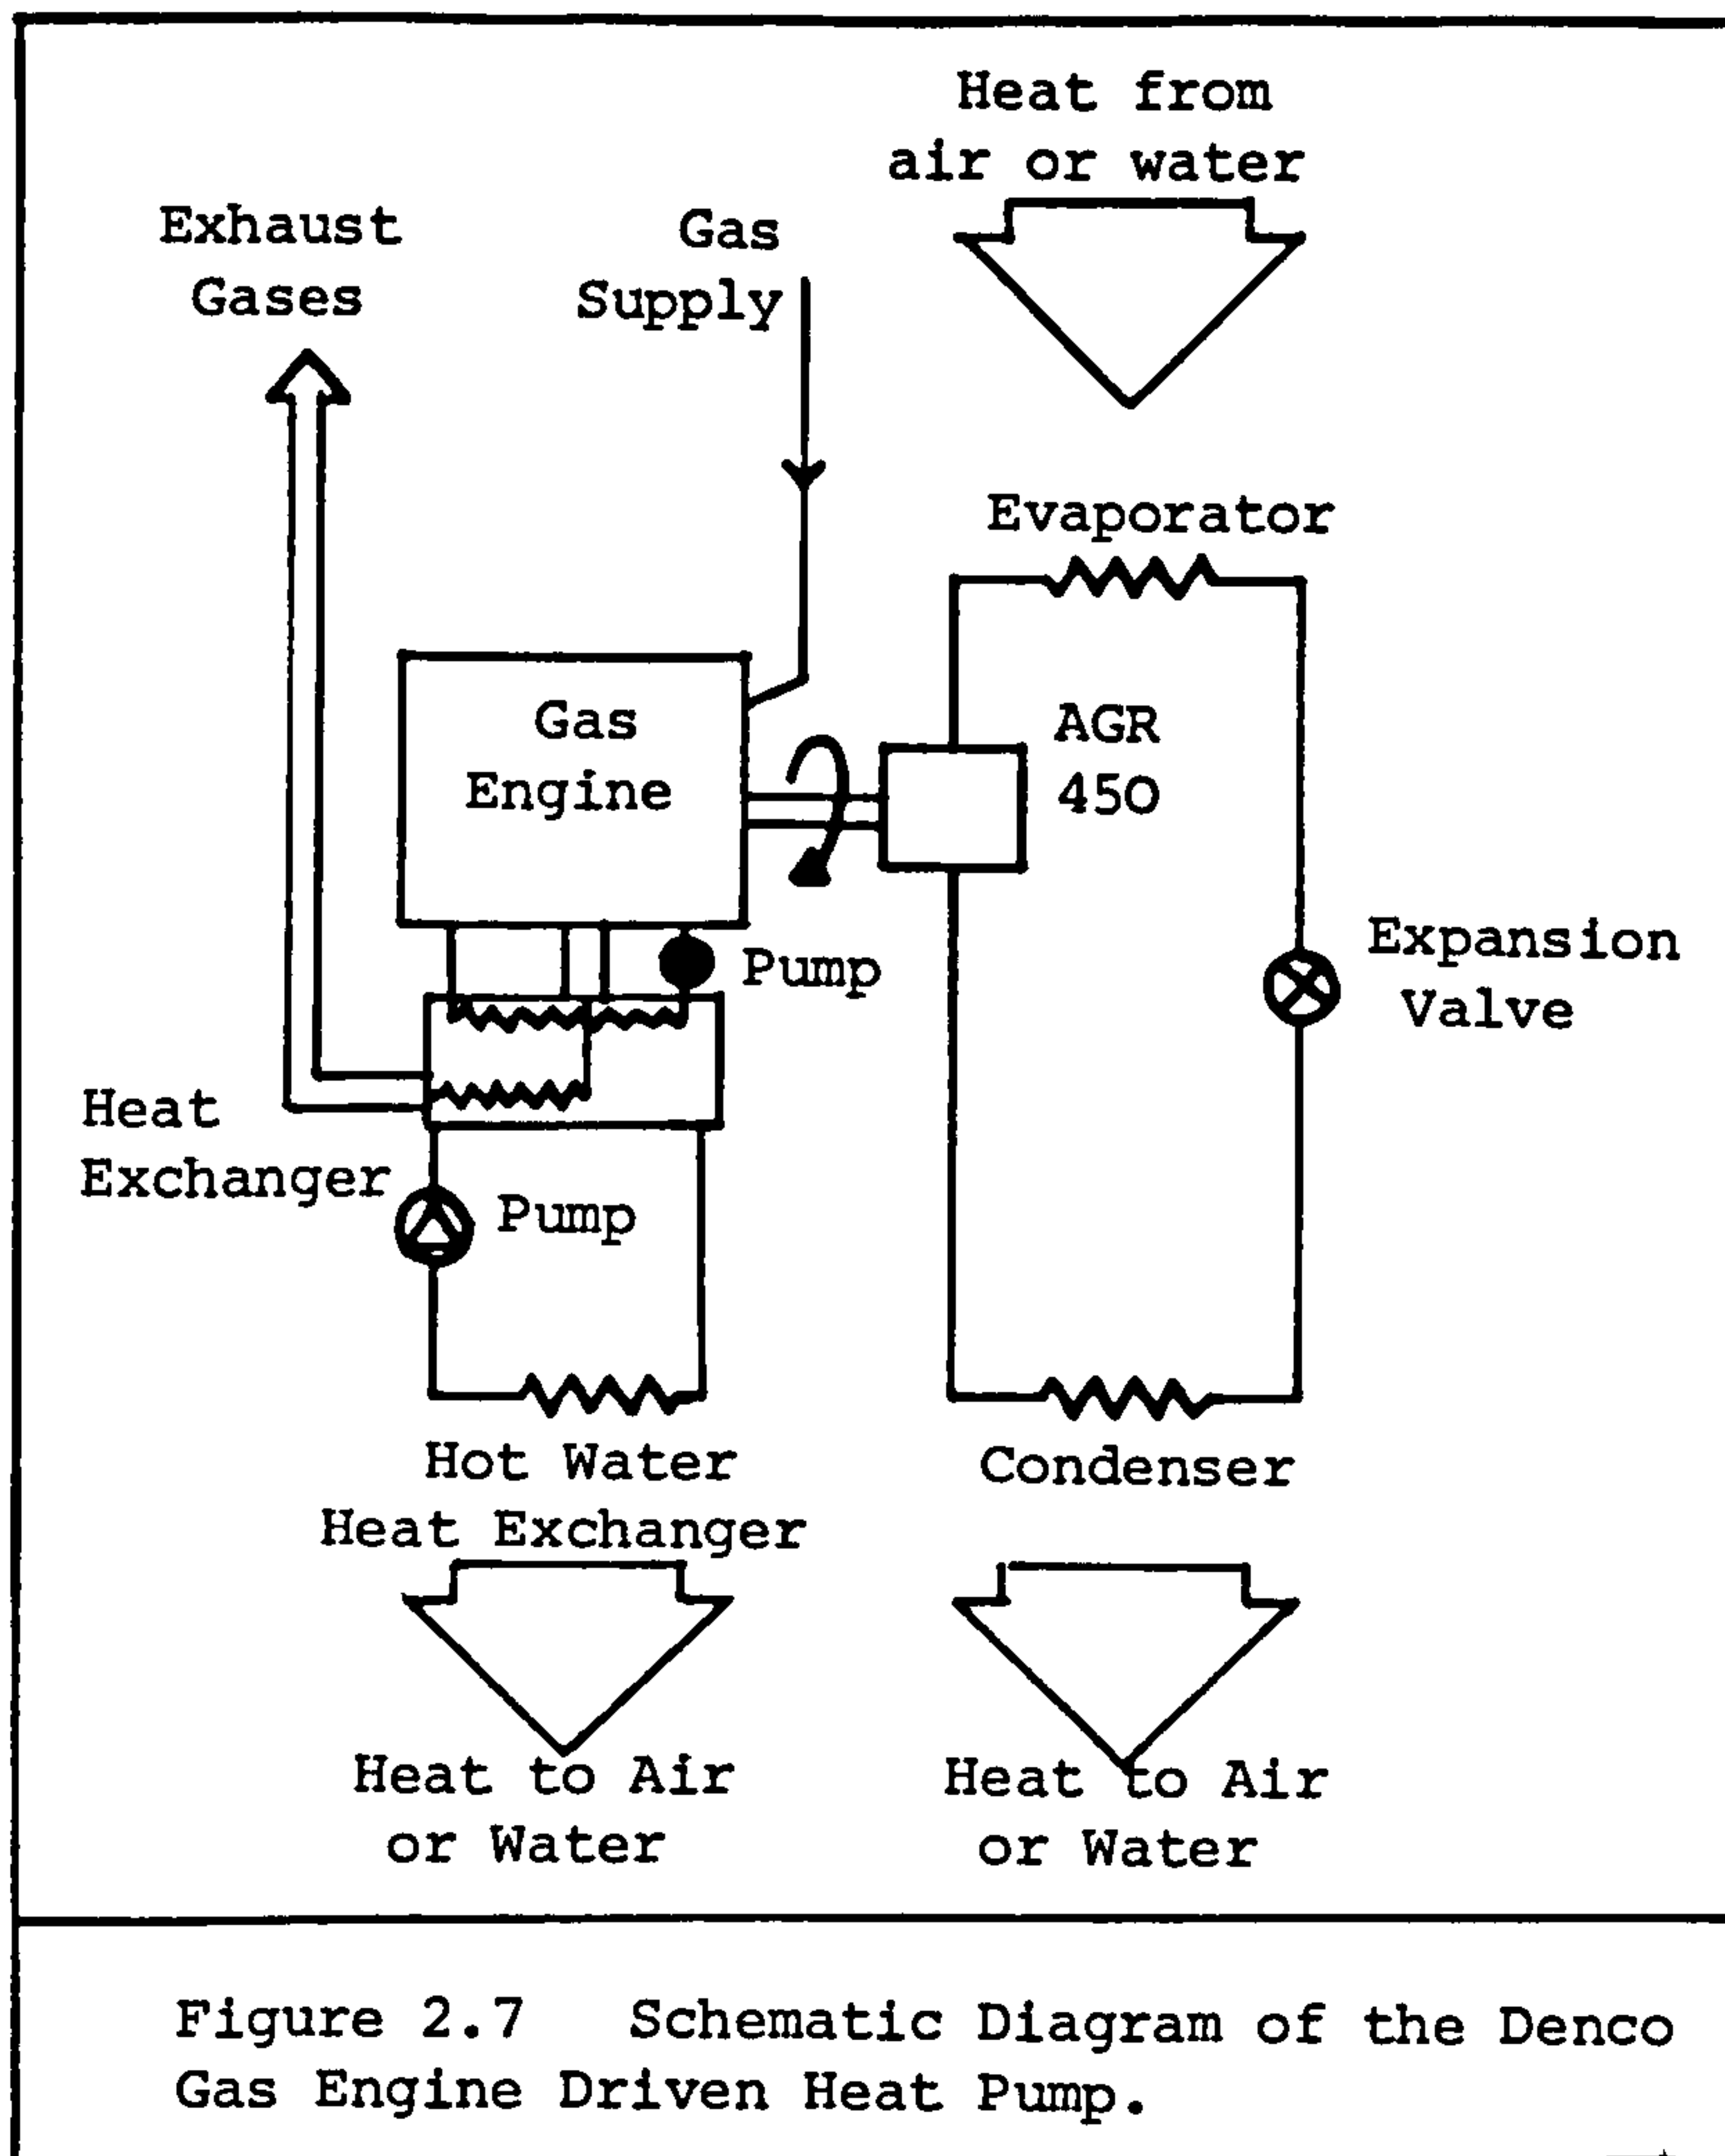 Heat from
air or water
Exhaust
Gases
Gas
Supply
Evaporator
Gas
Engine
AGR
450
Pump
Expansion
Valve
Heat
Exchanger
Pump
Hot Water
Heat Exchanger
Condenser
Heat to Air
or Water
Heat to Air
or Water
Figure 2.7 Schematic Diagram of the Denco
Gas Engine Driven Heat Pump.